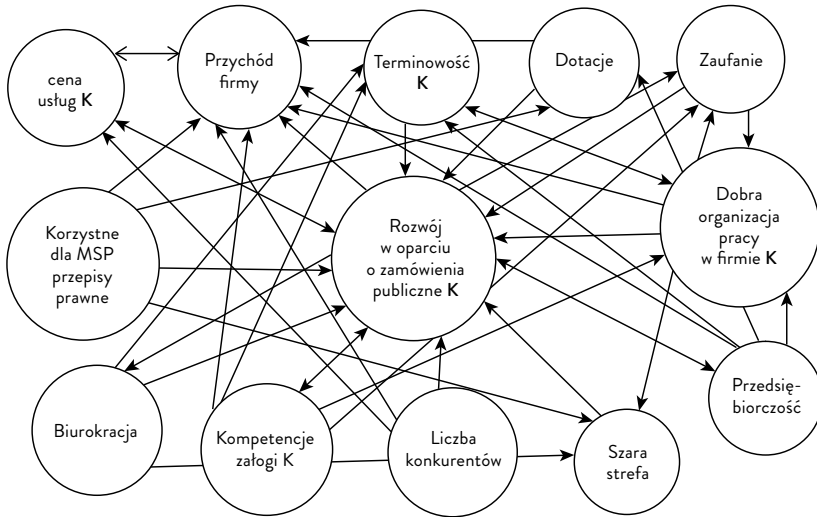 cena
usług K
Przychód
firmy
Terminowość
K
Dotacje
Zaufanie
Korzystne
dla MSP
przepisy
prawne
Rozwój
w oparciu
o zamówienia
publiczne K
Dobra
organizacja
pracy
w firmie K
Biurokracja
Kompetencje
załogi K
Liczba
konkurentów
Szara
strefa
Przedsię-
biorczość